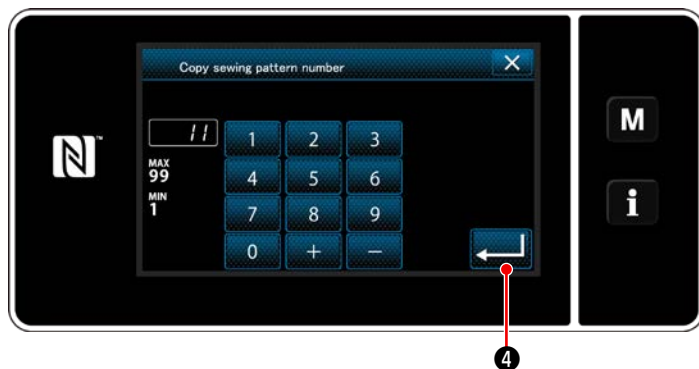 Copy sewing pattern number
11
MAX
99
MIN
1
1 2 3
4 5 6
7 8 9
0 + −
M
i
N
4